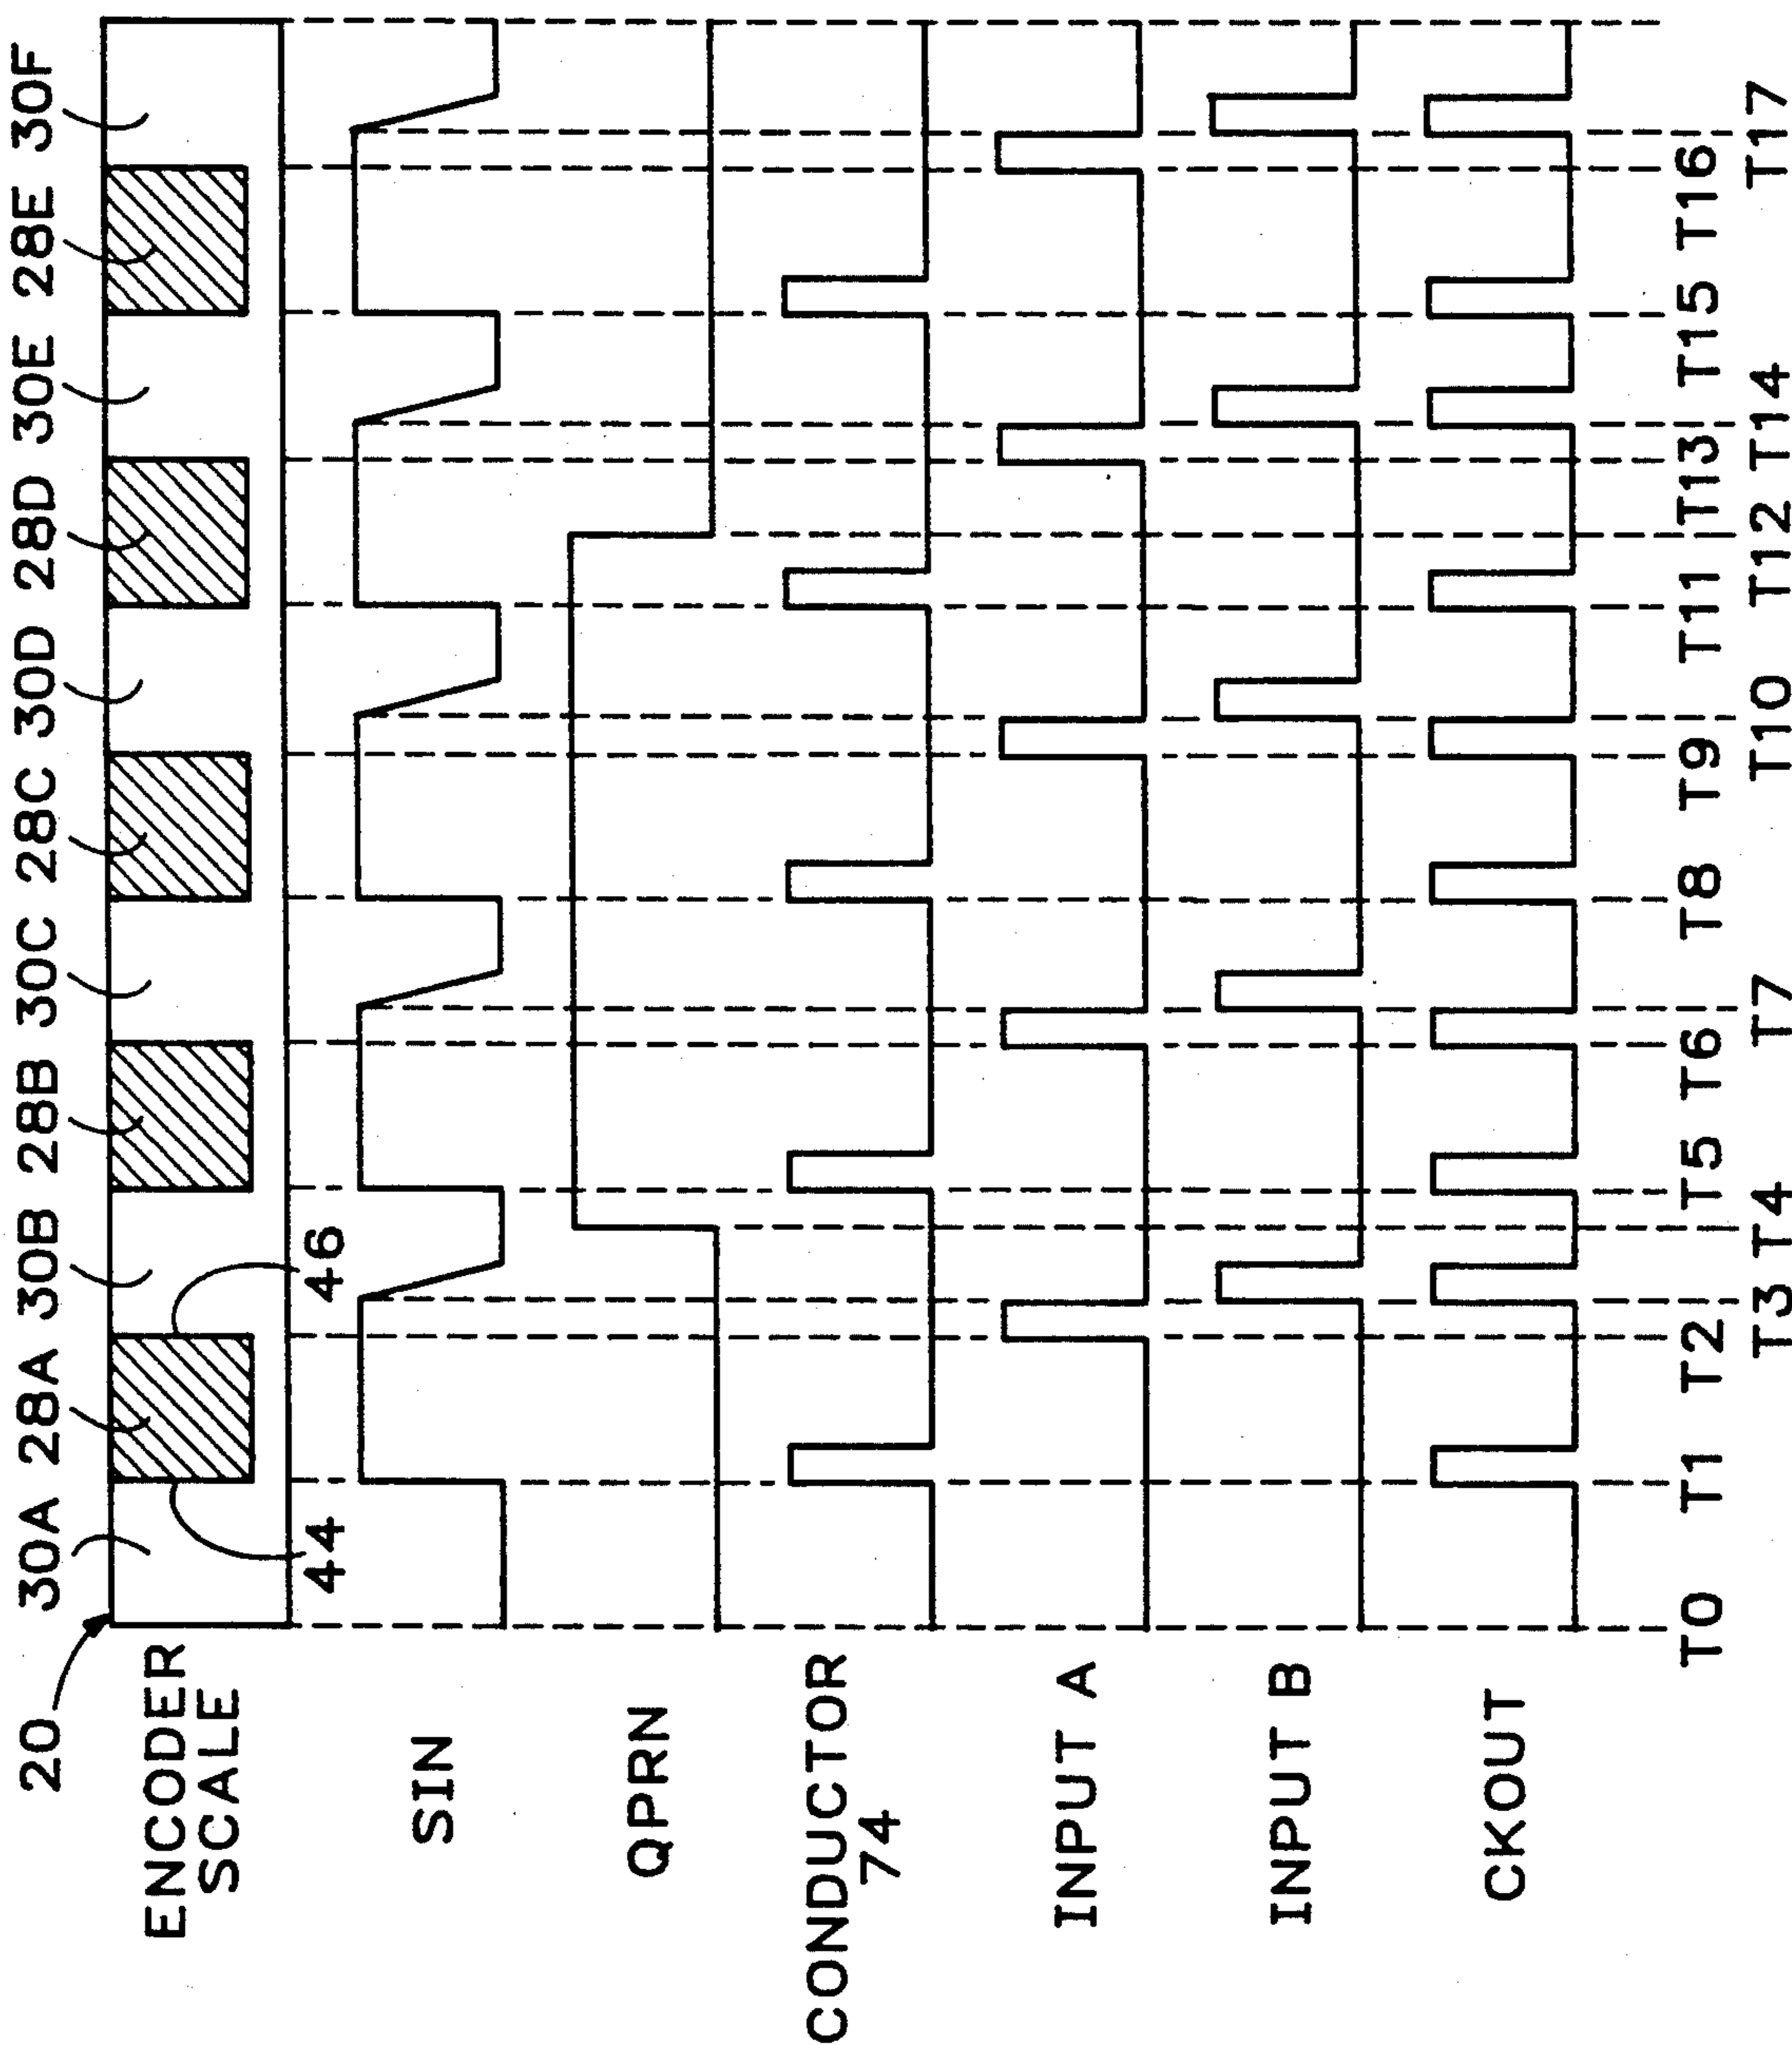 20
30A 28A 30B 28B 30C 28C 30D 28D 30E 28E 30F
ENCODER
SCALE
44
46
SIN
QPRN
CONDUCTOR
74
INPUT A
INPUT B
CKOUT
T0 T1 T2 T5 T6 T8 T9 T11 T13 T15 T16
T3 T4 T7 T10 T12 T14 T17